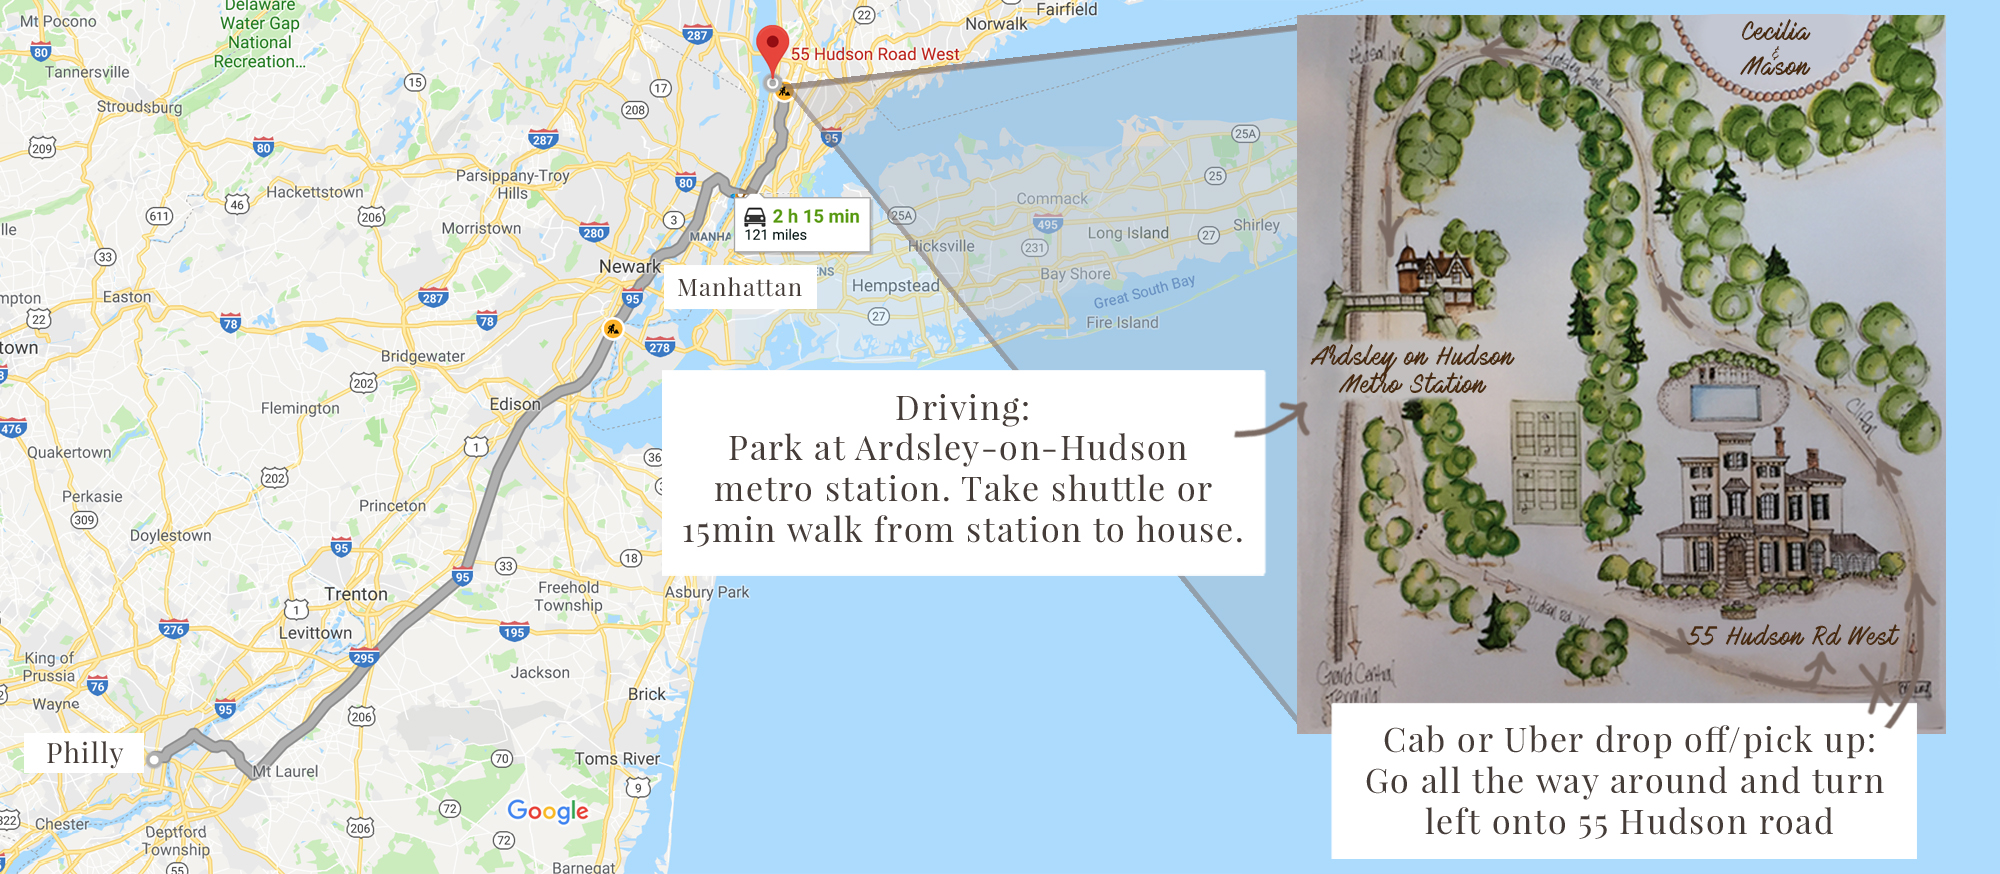 Mt Pocono
Delaware
Water Gap
National
Recreation...
Fairfield
Norwalk
22
80
287
55 Hudson Road West
Tannersville
Stroudsburg
15
17
208
209
80
287
95
25A
Parsippany-Troy
Hills
80
Hackettstown
46
206
611
3
25
Commack
495
25A
Shirley
Long Island
27
231
Hicksville
Morristown
280
2 h 15 min
121 miles
MANHA
33
Newark
ENS
Bay Shore
Great South Bay
Fire Island
Hempstead
27
Manhattan
Easton
mpton
22
287
95
78
78
278
town
Bridgewater
202
Edison
Flemington
476
Quakertown
1
202
Perkasie
309
Princeton
Doylestown
95
33
18
95
Freehold
Township
Asbury Park
Trenton
1
Levittown
276
195
295
Jackson
King of
Prussia
76
Wayne
95
206
Brick
Philly
Mt Laurel
70
Toms River
9
Google
72
206
72
Chester
322
Deptford
Township
55
Barnegat
Driving:
Park at Ardsley-on-Hudson
metro station. Take shuttle or
15min walk from station to house.
Cecilia
&
Mason
Ardsley Ave W
Ardsley on Hudson
Metro Station
Hudson Rd W
55 Hudson Rd West
Grand Central
Terminal
Cab or Uber drop off/pick up:
Go all the way around and turn
left onto 55 Hudson road